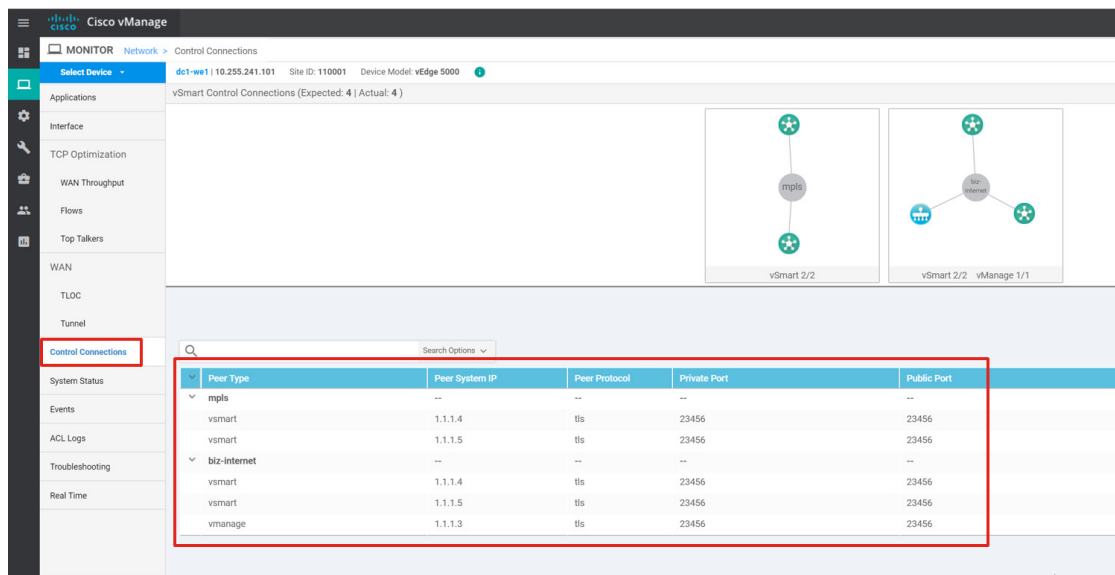 CISCO Cisco vManage
MONITOR Network > Control Connections
Select Device
dc1-we1 | 10.255.241.101 Site ID: 110001 Device Model: vEdge 5000
vSmart Control Connections (Expected: 4 | Actual: 4 )
Applications
Interface
TCP Optimization
WAN Throughput
Flows
Top Talkers
WAN
TLOC
Tunnel
Control Connections
System Status
Events
ACL Logs
Troubleshooting
Real Time
mpls
vSmart 2/2
biz-
internet
vSmart 2/2 vManage 1/1
Search Options
Peer Type Peer System IP Peer Protocol Private Port Public Port
mpls -- -- -- --
vsmart 1.1.1.4 tls 23456 23456
vsmart 1.1.1.5 tls 23456 23456
biz-internet -- -- -- --
vsmart 1.1.1.4 tls 23456 23456
vsmart 1.1.1.5 tls 23456 23456
vmanage 1.1.1.3 tls 23456 23456